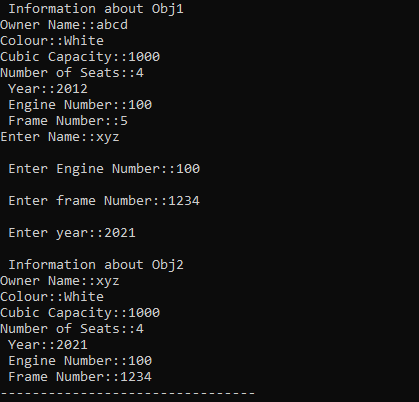 Information about Obj1
Owner Name::abcd
Colour::White
Cubic Capacity::1000
Number of Seats::4
Year::2012
Engine Number::100
Frame Number::5
Enter Name::xyz
Enter Engine Number::100
Enter frame Number::1234
Enter year::2021
Information about Obj2
Owner Name::xyz
Colour::White
Cubic Capacity::1000
Number of Seats::4
Year::2021
Engine Number::100
Frame Number::1234
--------------------------------